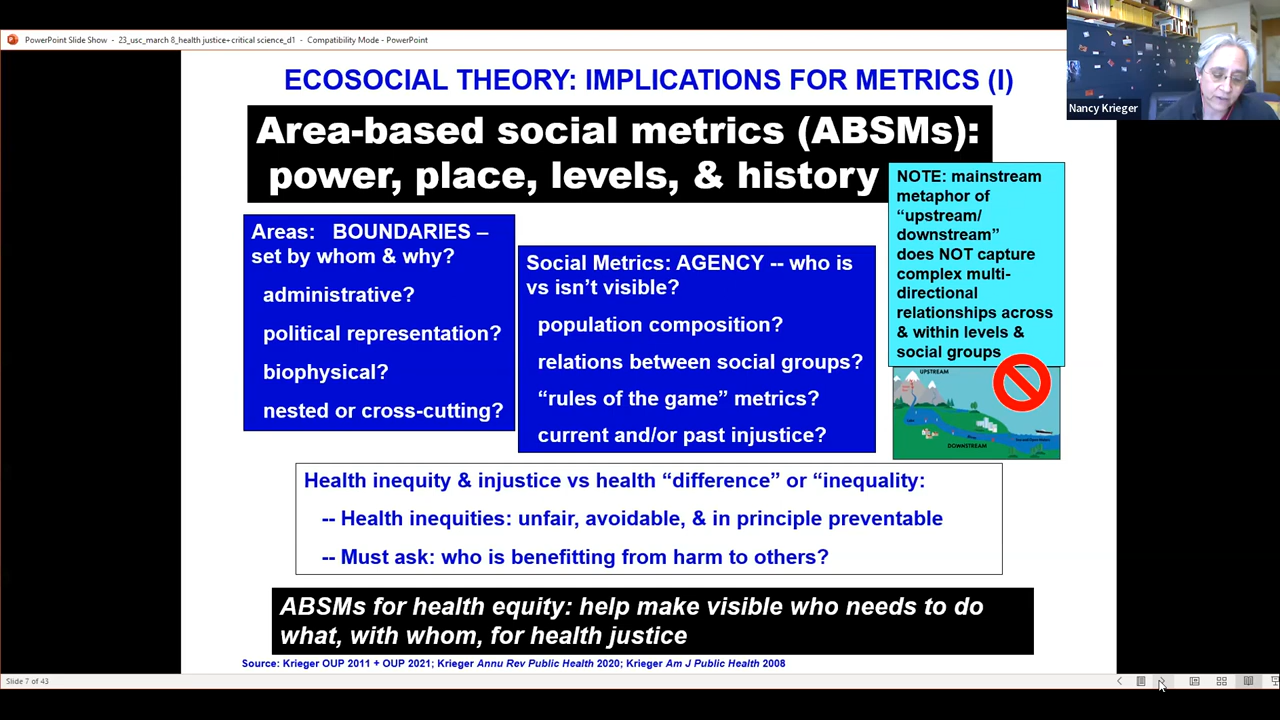 PowerPoint Slide Show - 23_usc_march 8_health justice+critical science_d1 - Compatibility Mode - PowerPoint
Nancy Krieger
ECOSOCIAL THEORY: IMPLICATIONS FOR METRICS (I)
Area-based social metrics (ABSMs):
power, place, levels, & history
NOTE: mainstream
metaphor of
“upstream/
downstream”
does NOT capture
complex multi-
directional
relationships across
& within levels &
social groups
UPSTREAM
DOWNSTREAM
Areas: BOUNDARIES –
set by whom & why?
administrative?
political representation?
biophysical?
nested or cross-cutting?
Social Metrics: AGENCY -- who is
vs isn’t visible?
population composition?
relations between social groups?
“rules of the game” metrics?
current and/or past injustice?
Health inequity & injustice vs health “difference” or “inequality:
-- Health inequities: unfair, avoidable, & in principle preventable
-- Must ask: who is benefitting from harm to others?
ABSMs for health equity: help make visible who needs to do
what, with whom, for health justice
Source: Krieger OUP 2011 + OUP 2021; Krieger Annu Rev Public Health 2020; Krieger Am J Public Health 2008
Slide 7 of 43